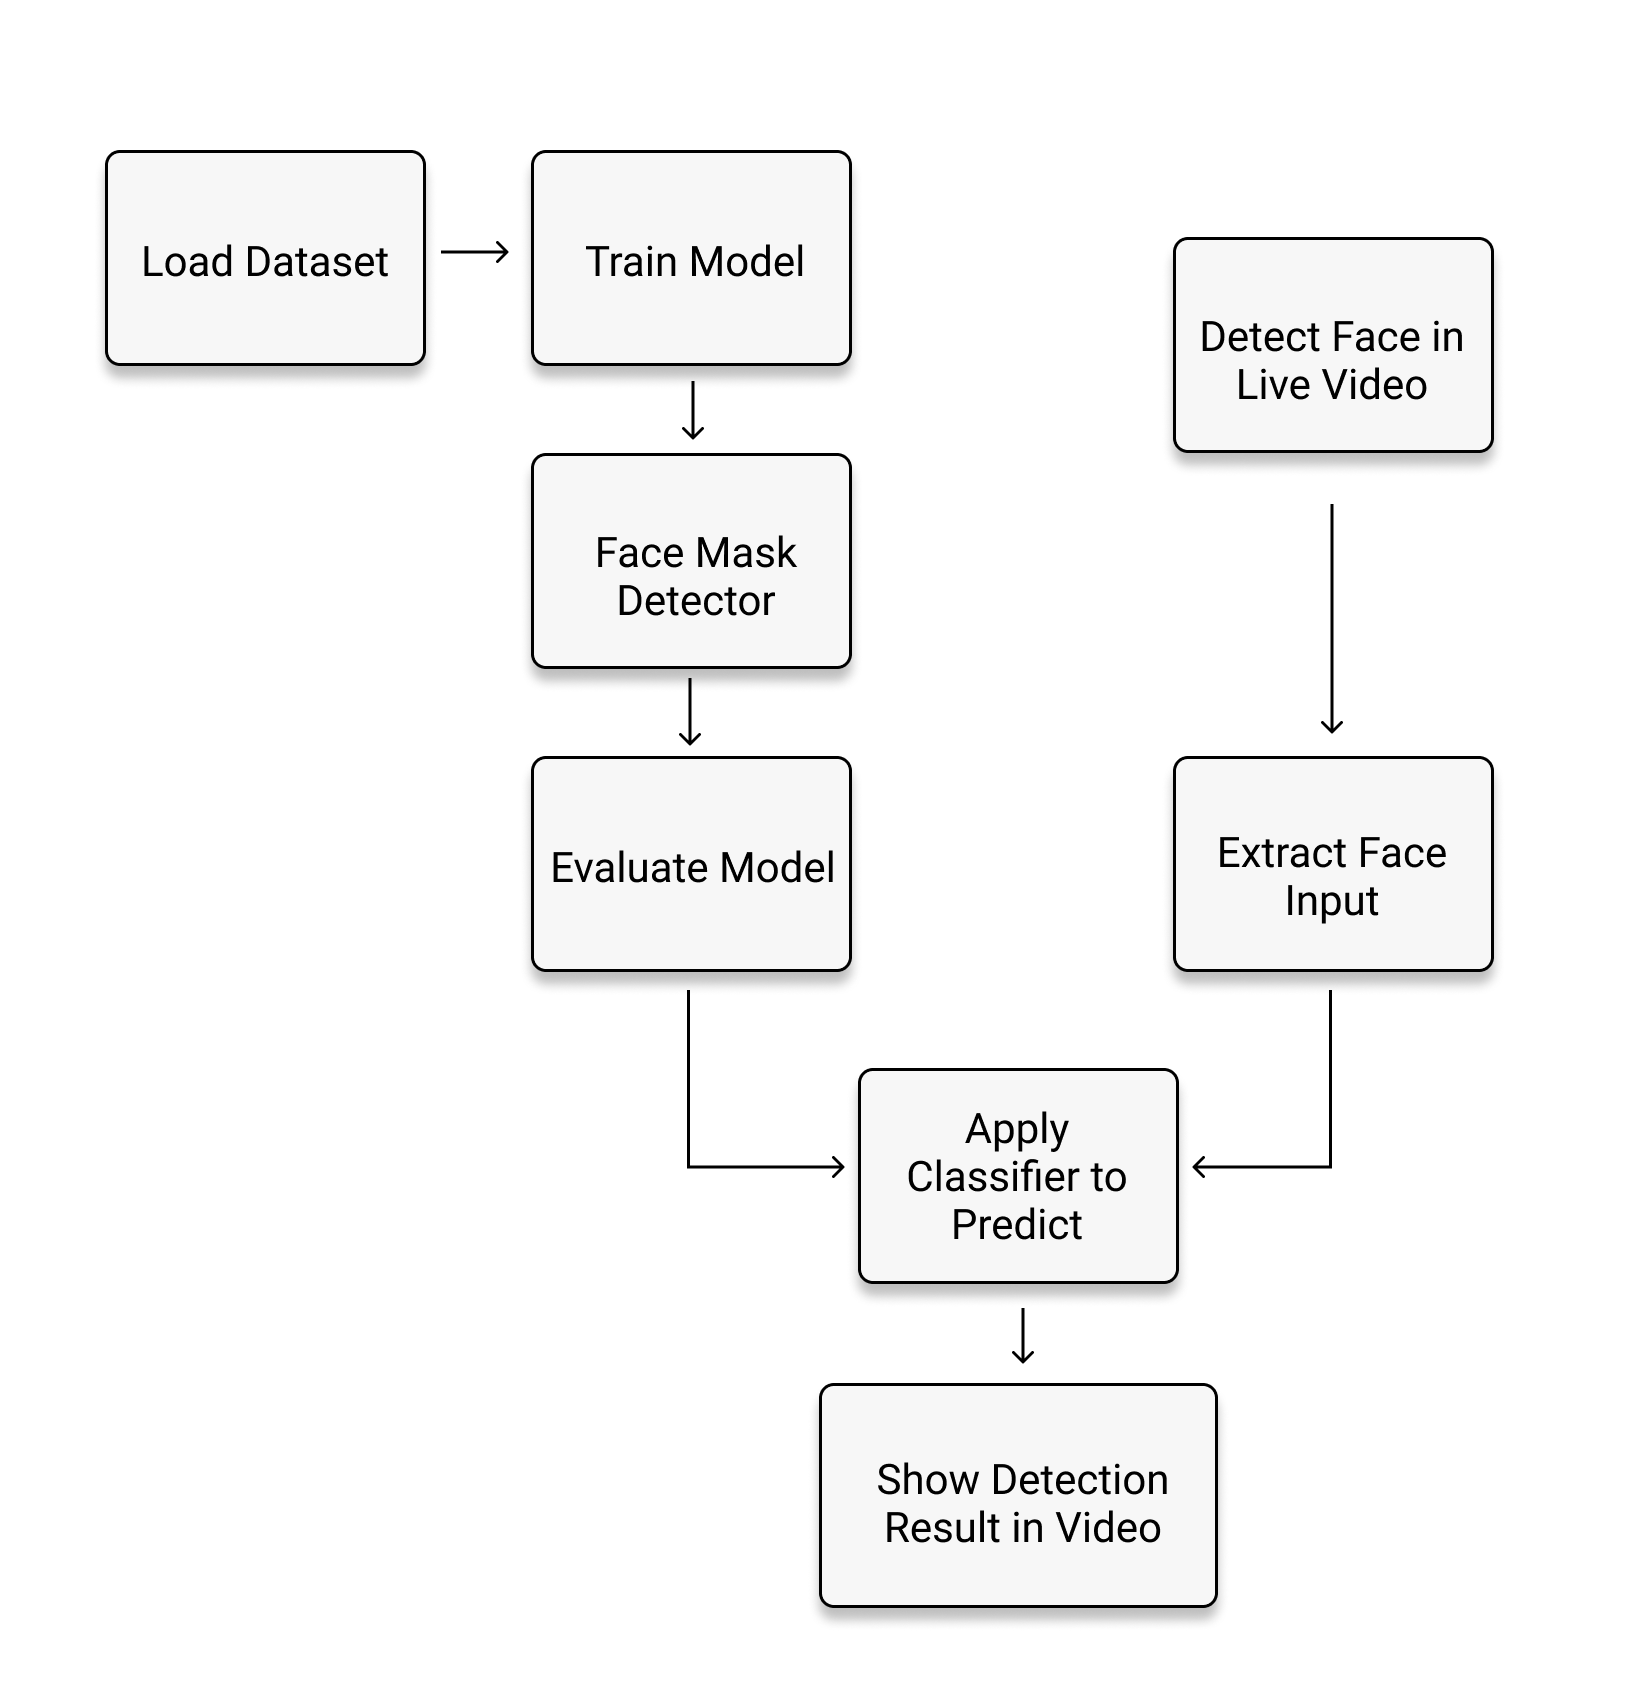 Load Dataset
Train Model
Detect Face in
Live Video
Face Mask
Detector
Evaluate Model
Extract Face
Input
Apply
Classifier to
Predict
Show Detection
Result in Video